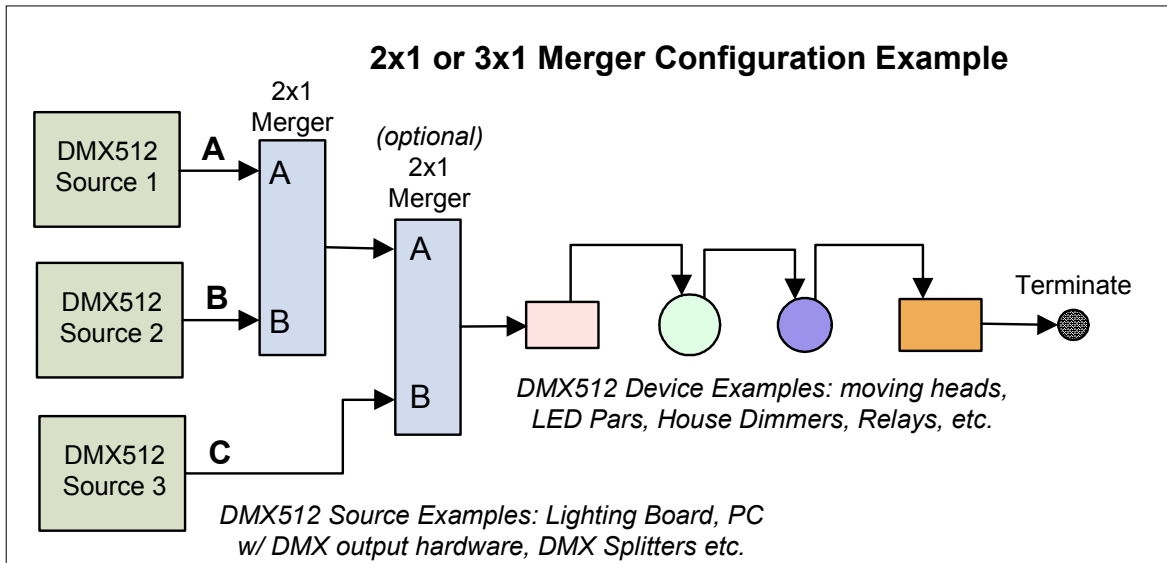 2x1 or 3x1 Merger Configuration Example
2x1
Merger
(optional)
2x1
Merger
DMX512
Source 1
A
A
B
DMX512
Source 2
B
A
B
DMX512
Source 3
C
Terminate
DMX512 Device Examples: moving heads,
LED Pars, House Dimmers, Relays, etc.
DMX512 Source Examples: Lighting Board, PC
w/ DMX output hardware, DMX Splitters etc.